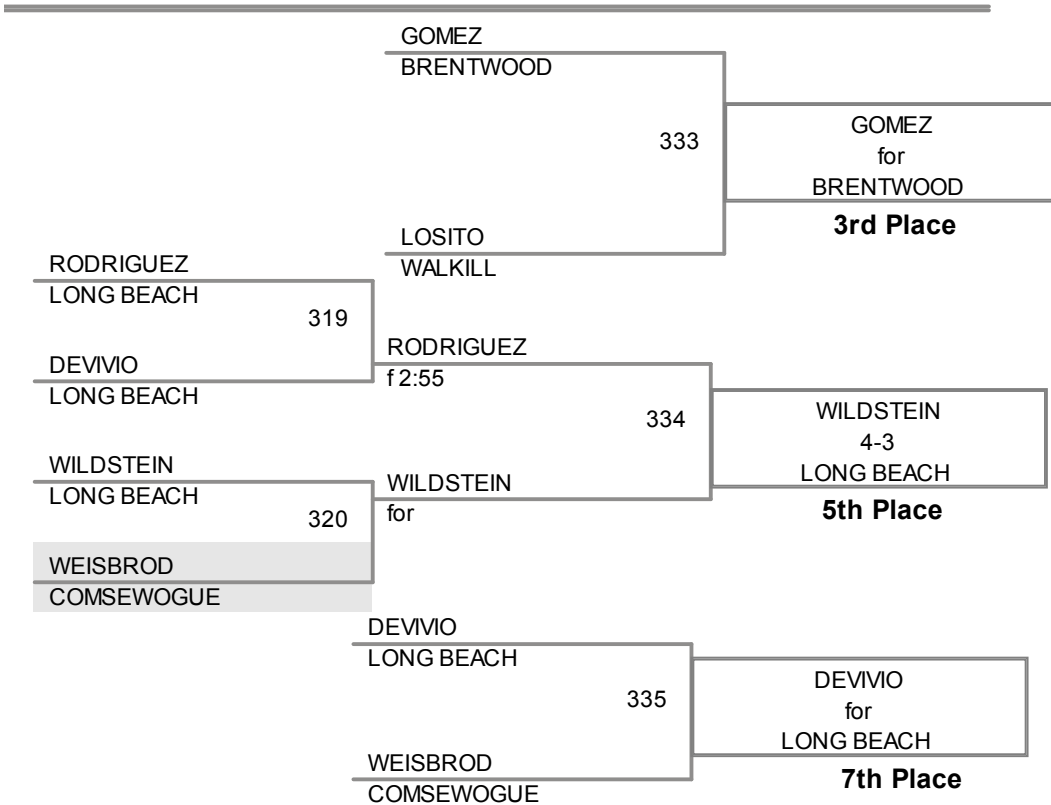 GOMEZ
BRENTWOOD
333
GOMEZ
for
BRENTWOOD
3rd Place
LOSITO
WALKILL
RODRIGUEZ
LONG BEACH
319
DEVIVIO
LONG BEACH
RODRIGUEZ
f 2:55
334
WILDSTEIN
4-3
LONG BEACH
5th Place
WILDSTEIN
LONG BEACH
320
WILDSTEIN
for
WEISBROD
COMSEWOGUE
DEVIVIO
LONG BEACH
335
DEVIVIO
for
LONG BEACH
7th Place
WEISBROD
COMSEWOGUE